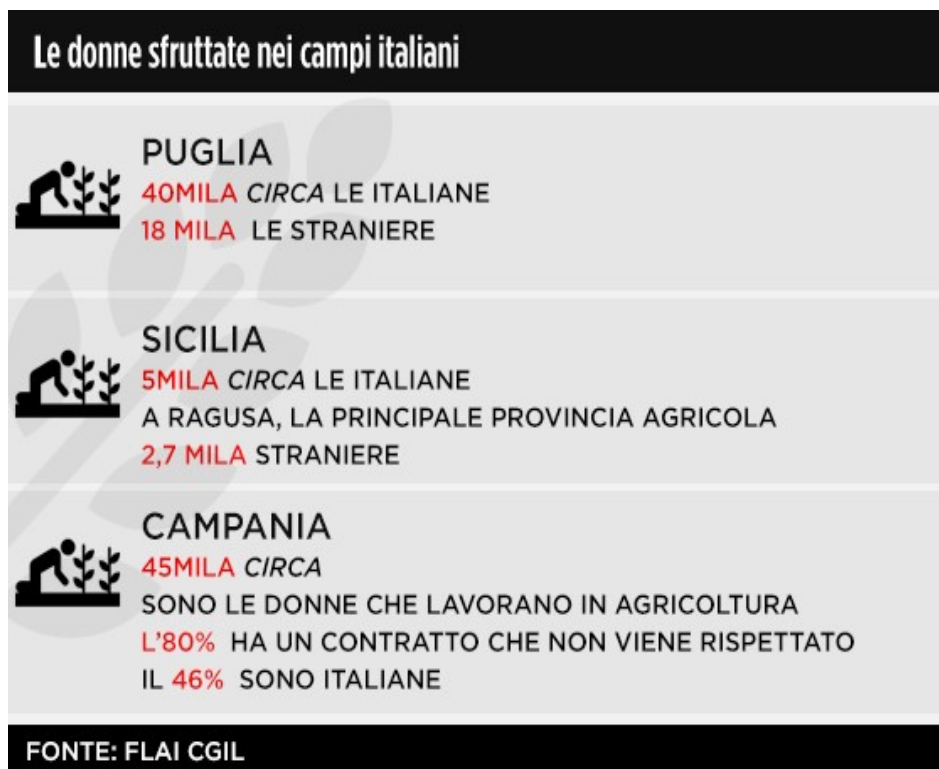 Le donne sfruttate nei campi italiani
PUGLIA
40MILA CIRCA LE ITALIANE
18 MILA LE STRANIERE
SICILIA
5MILA CIRCA LE ITALIANE
A RAGUSA, LA PRINCIPALE PROVINCIA AGRICOLA
2,7 MILA STRANIERE
CAMPANIA
45MILA CIRCA
SONO LE DONNE CHE LAVORANO IN AGRICOLTURA
L'80% HA UN CONTRATTO CHE NON VIENE RISPETTATO
IL 46% SONO ITALIANE
FONTE: FLAI CGIL